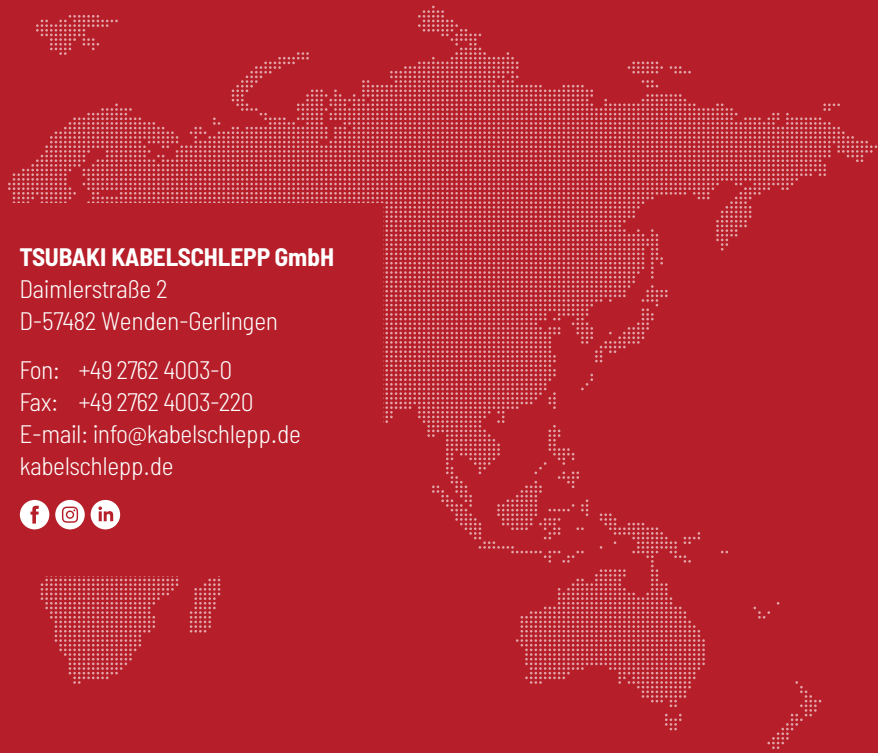 TSUBAKI KABELSCHLEPP GmbH
Daimlerstraße 2
D-57482 Wenden-Gerlingen
Fon: +49 2762 4003-0
Fax: +49 2762 4003-220
E-mail: info@kabelschlepp.de
kabelschlepp.de